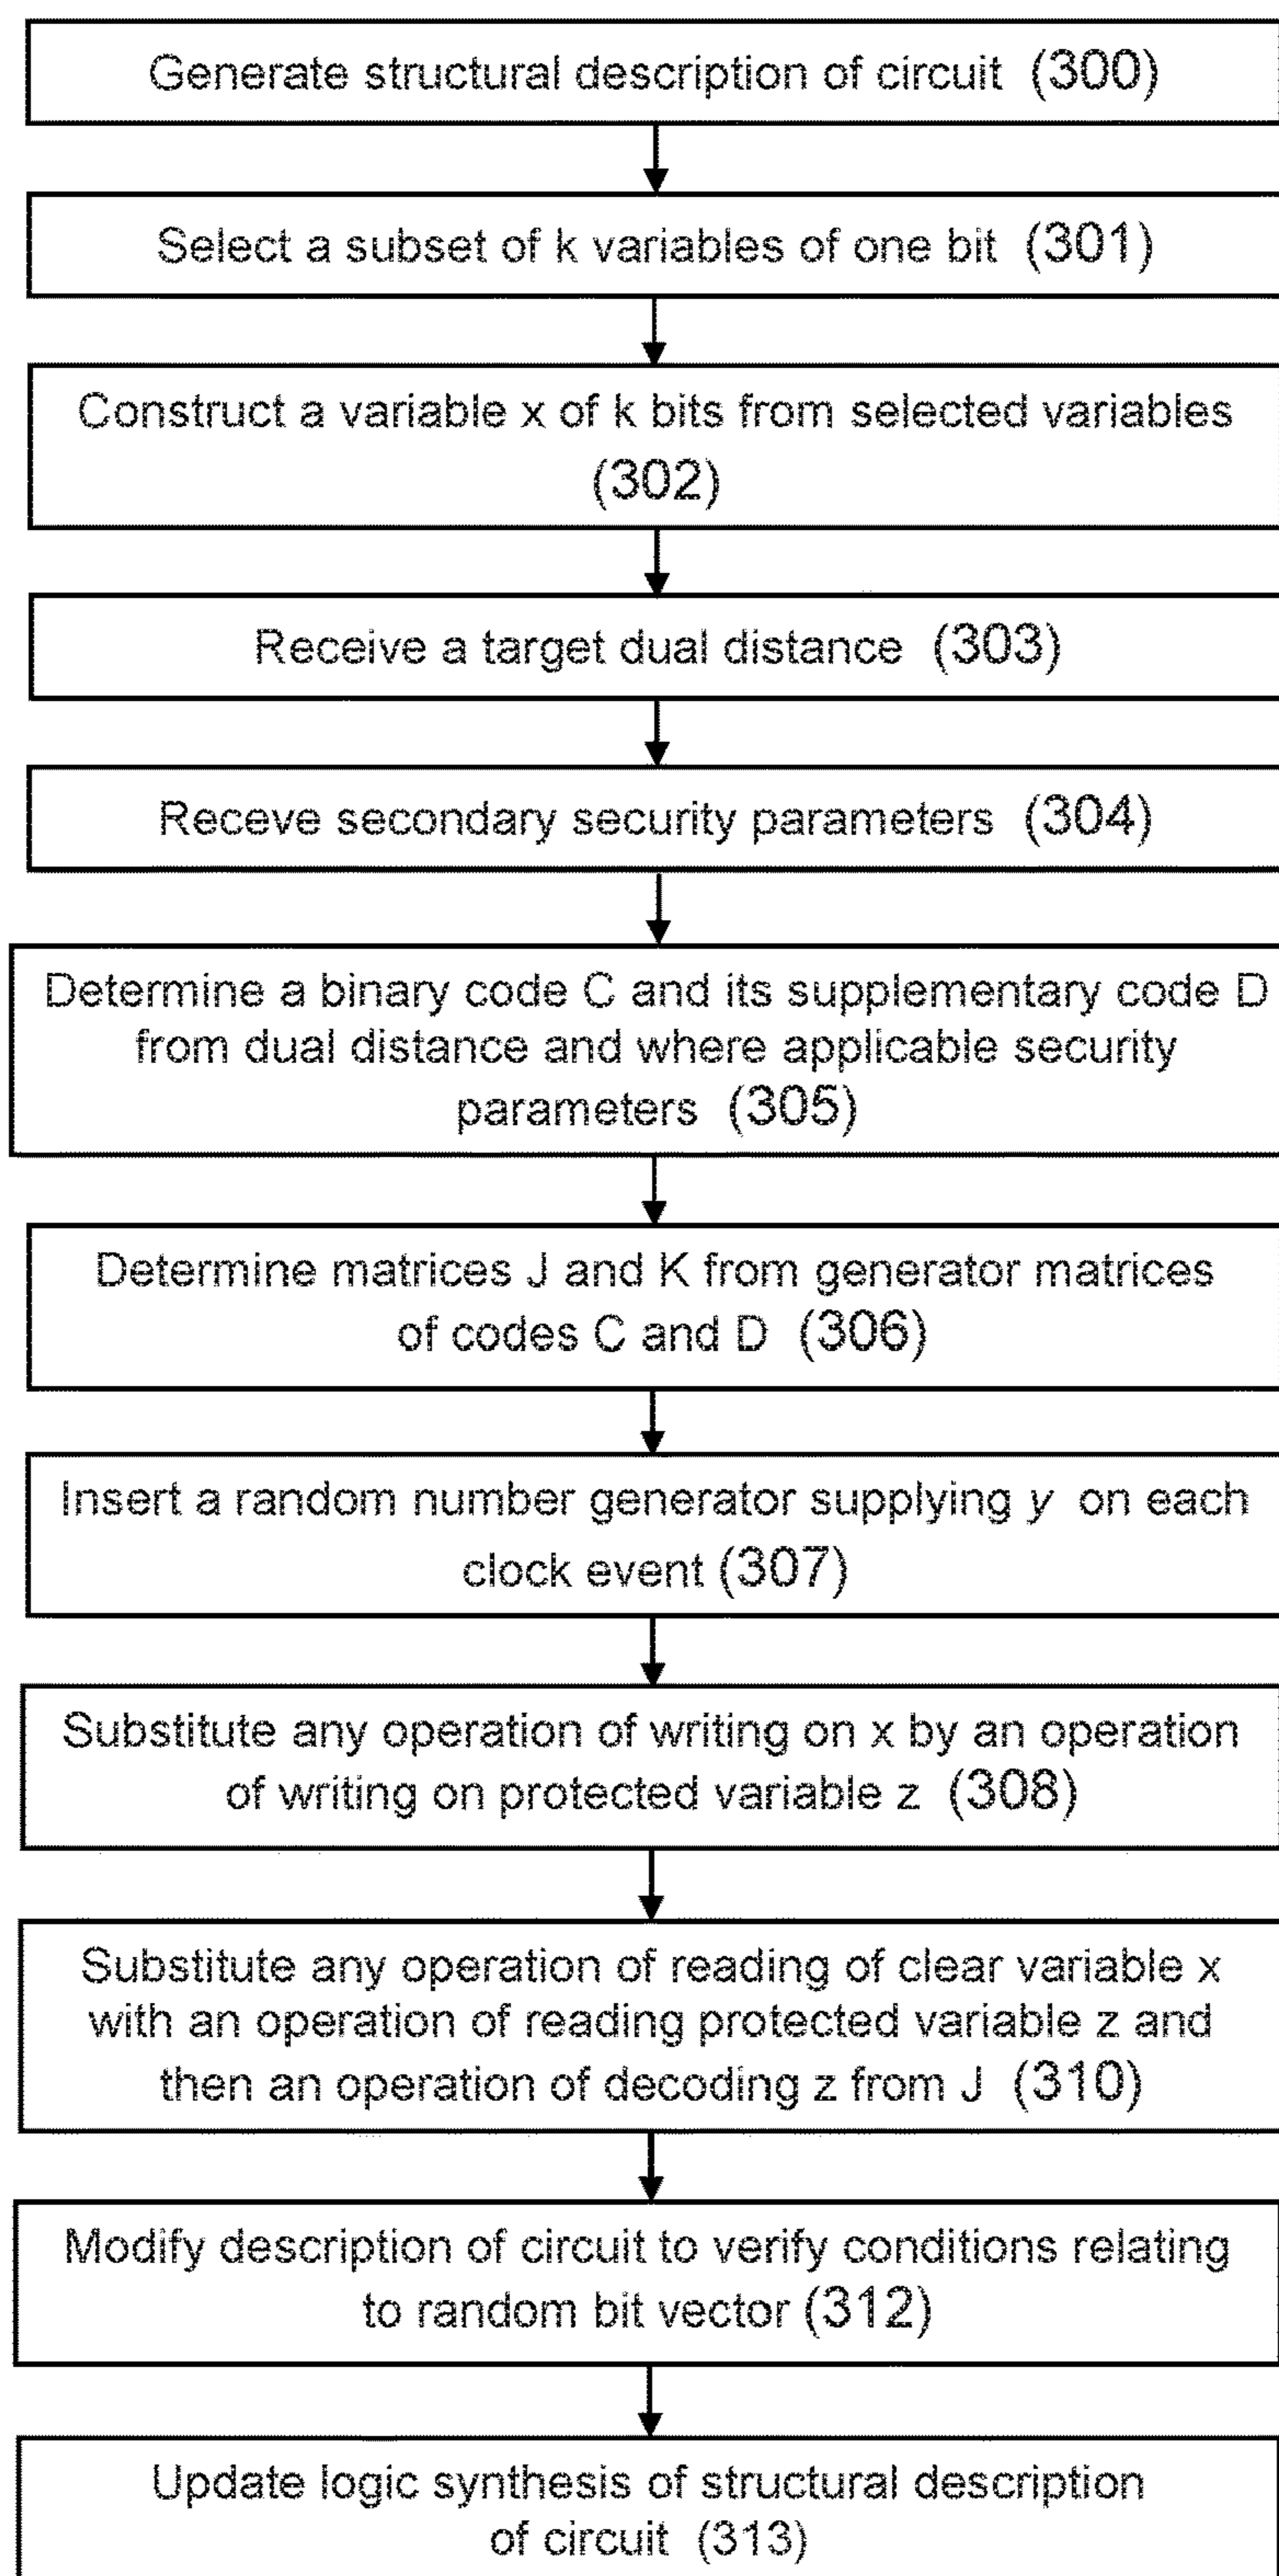 Generate structural description of circuit (300)
Select a subset of k variables of one bit (301)
Construct a variable x of k bits from selected variables
(302)
Receive a target dual distance (303)
Receve secondary security parameters (304)
Determine a binary code C and its supplementary code D
from dual distance and where applicable security
parameters (305)
Determine matrices J and K from generator matrices
of codes C and D (306)
Insert a random number generator supplying y on each
clock event (307)
Substitute any operation of writing on x by an operation
of writing on protected variable z (308)
Substitute any operation of reading of clear variable x
with an operation of reading protected variable z and
then an operation of decoding z from J (310)
Modify description of circuit to verify conditions relating
to random bit vector (312)
Update logic synthesis of structural description
of circuit (313)